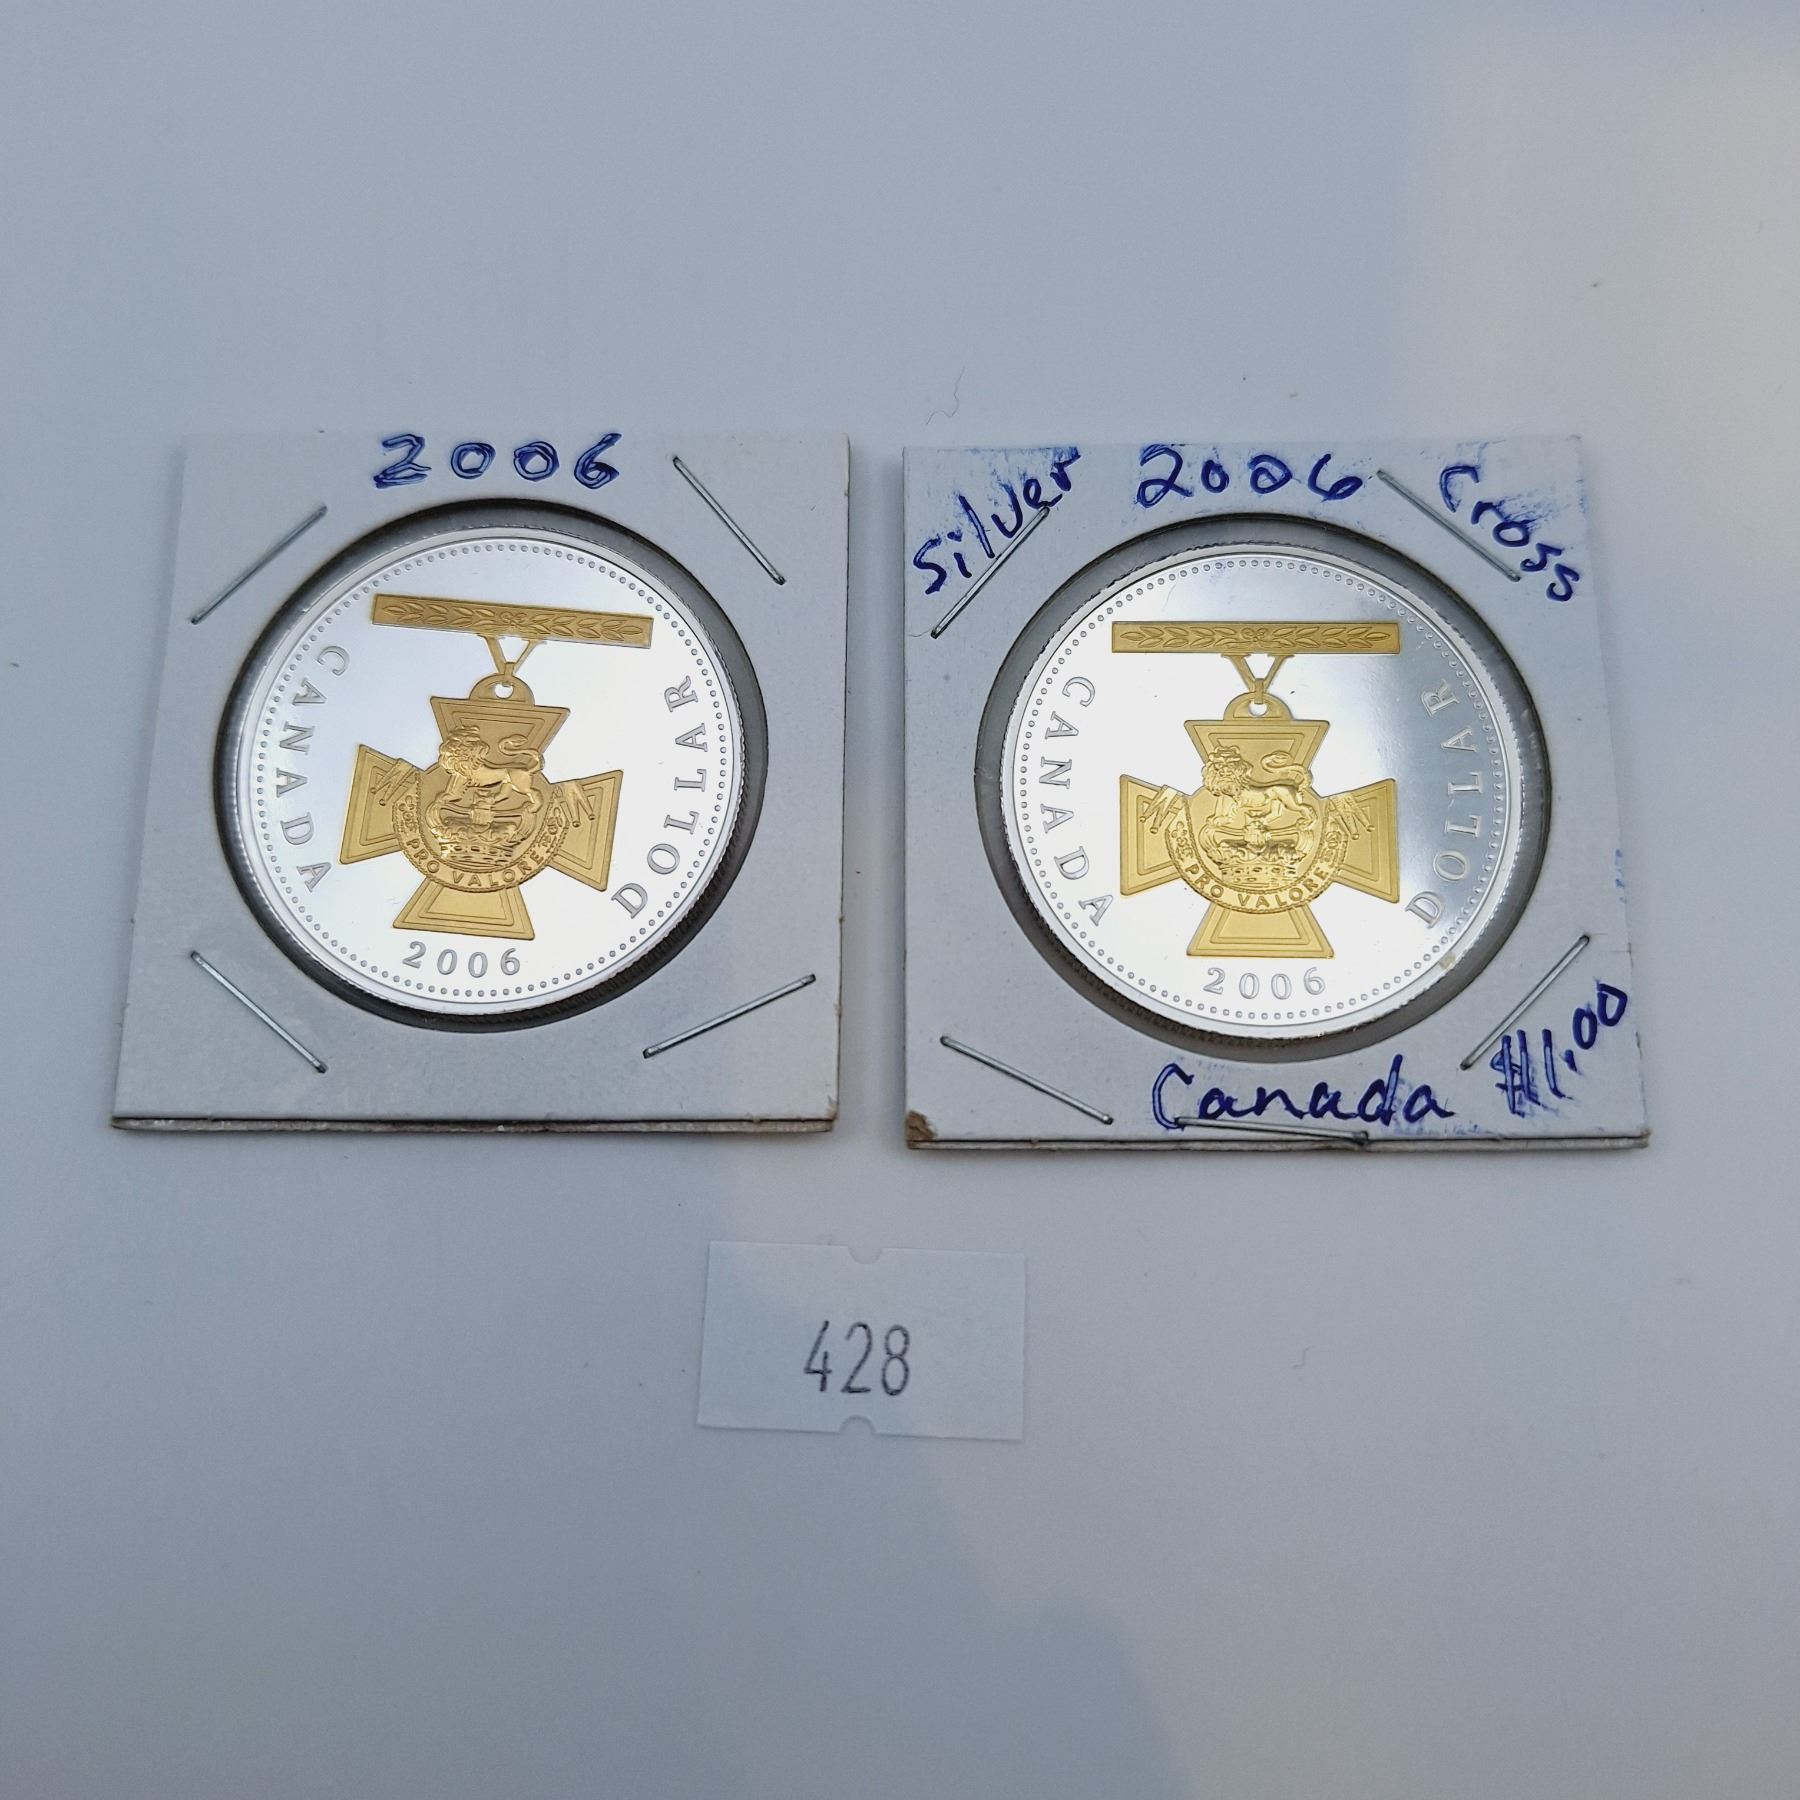 2006
CANADA
DOLLAR
PRO VALORE
2006
Silver 2006 Cross
CANADA
DOLLAR
PRO VALORE
2006
Canada $1.00
428